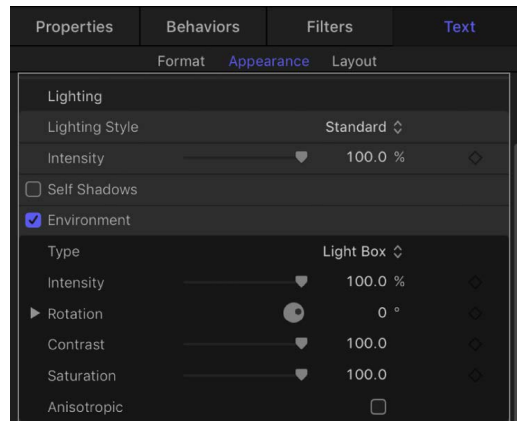 Properties Behaviors Filters Text
Format Appearance Layout
Lighting
Lighting Style Standard
Intensity 100.0 %
Self Shadows
Environment
Type Light Box
Intensity 100.0 %
Rotation 0 °
Contrast 100.0
Saturation 100.0
Anisotropic